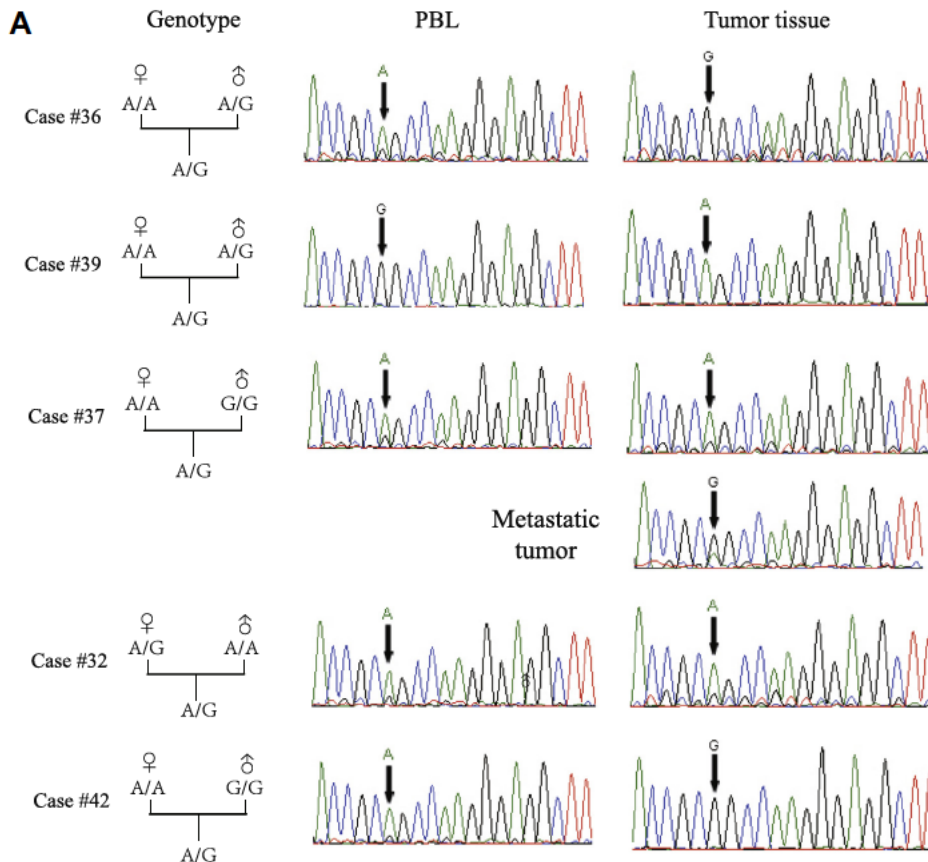 A
Genotype PBL Tumor tissue
♀ ♂ A G
Case #36 A/A A/G
A/G
♀ ♂ G A
Case #39 A/A A/G
A/G
♀ ♂ A A
Case #37 A/A G/G
A/G
G
Metastatic
tumor
♀ ♂ A A
Case #32 A/G A/A ♂
A/G
♀ ♂ A G
Case #42 A/A G/G
A/G